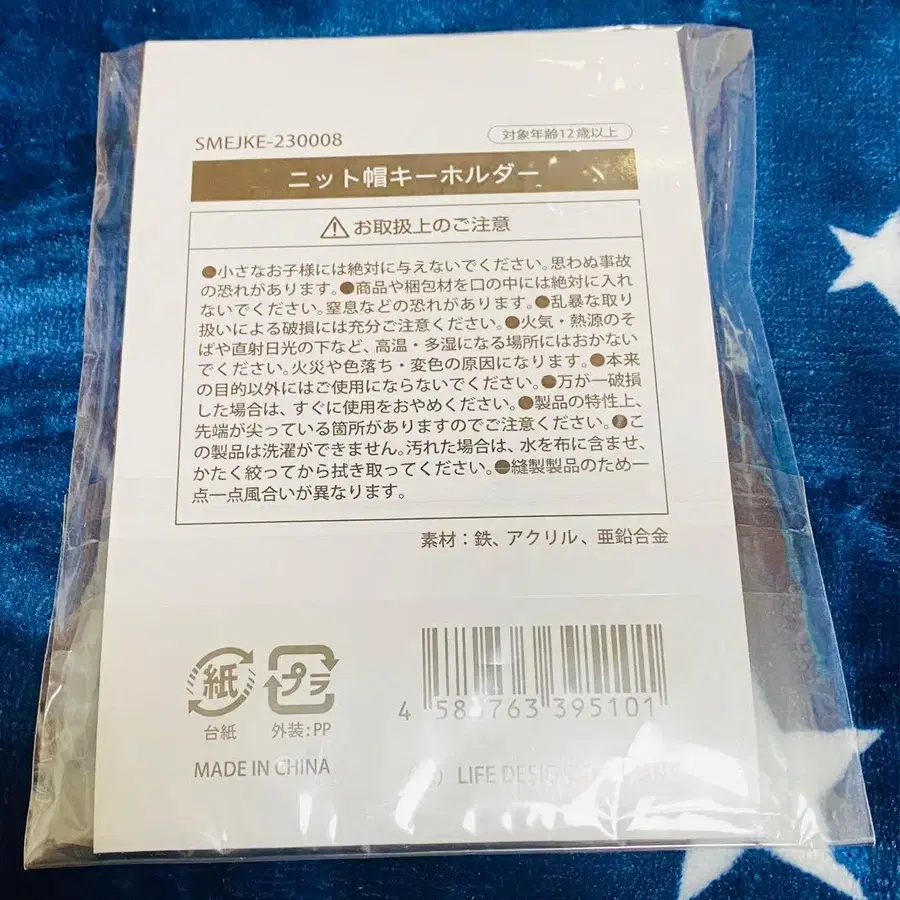 SMEJKE-230008
対象年齢12歳以上
ニット帽キーホルダー
お取扱上のご注意
●小さなお子様には絶対に与えないでください。思わぬ事故
の恐れがあります。●商品や梱包材を口の中には絶対に入れ
ないでください。窒息などの恐れがあります。●乱暴な取り
扱いによる破損には充分ご注意ください。●火気・熱源のそ
ばや直射日光の下など、高温・多湿になる場所にはおかない
でください。火災や色落ち・変色の原因になります。●本来
の目的以外にはご使用にならないでください。●万が一破損
した場合は、すぐに使用をおやめください。●製品の特性上、
先端が尖っている箇所がありますのでご注意ください。●こ
の製品は洗濯ができません。汚れた場合は、水を布に含ませ、
かたく絞ってから拭き取ってください。●縫製製品のため一
点一点風合いが異なります。
素材：鉄、アクリル、亜鉛合金
紙
プラ
台紙
外装:PP
4 763 395101
MADE IN CHINA
LIFE DESIGN